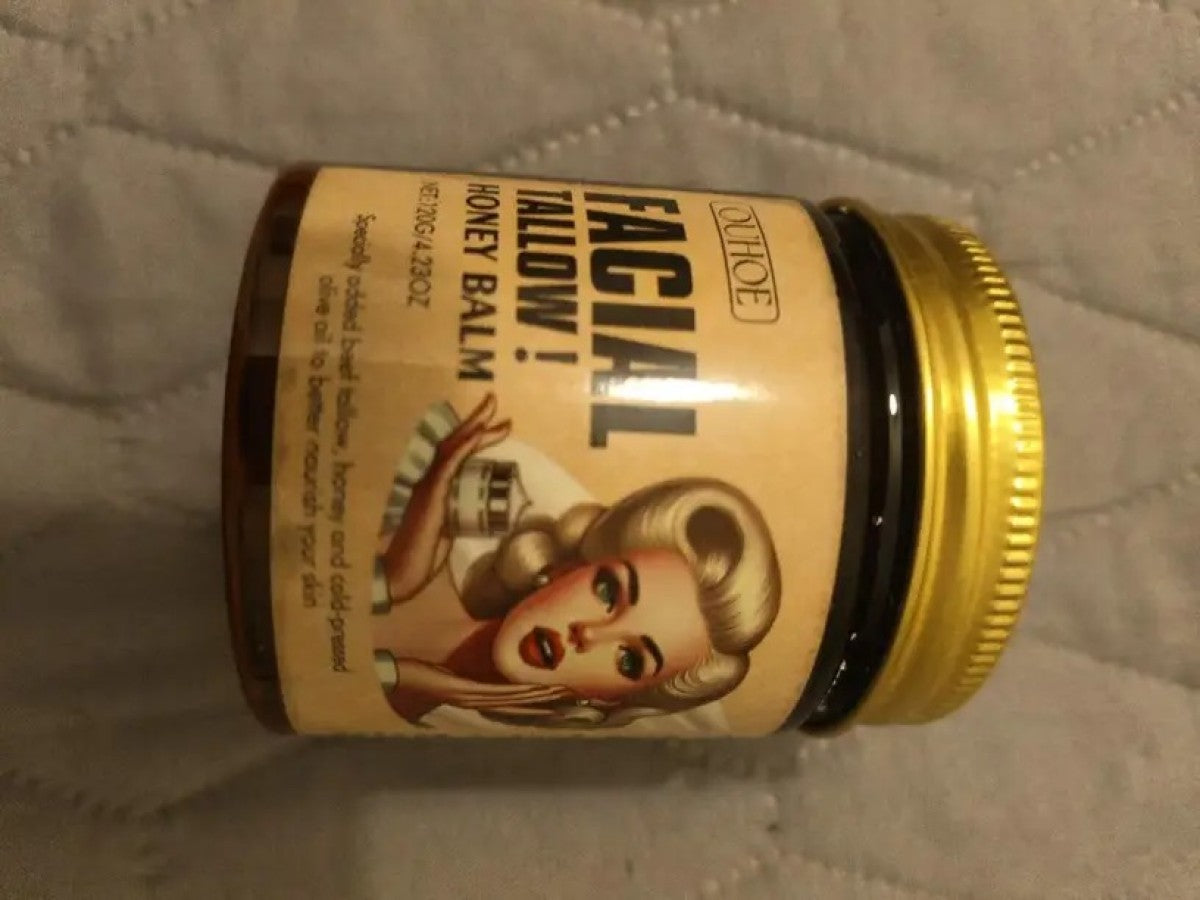 OUHOE
FACIAL
TALLOW!
HONEY BALM
NET:120G/4.23OZ
Specially added beef tallow, honey and cold-pressed
olive oil to better nourish your skin